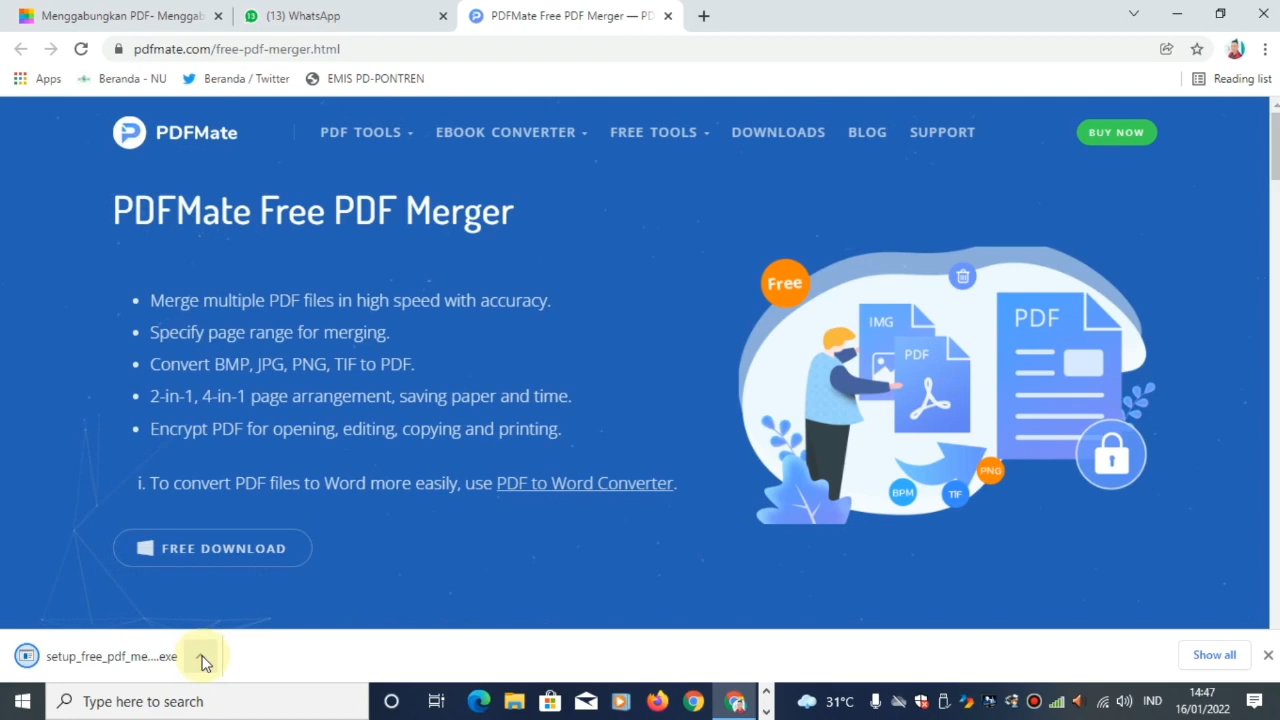 Menggabungkan PDF- Menggab
(13) WhatsApp
PDFMate Free PDF Merger — PD
pdfmate.com/free-pdf-merger.html
Apps
Beranda - NU
Beranda / Twitter
EMIS PD-PONTREN
Reading list
PDFMate
PDF TOOLS
EBOOK CONVERTER
FREE TOOLS
DOWNLOADS
BLOG
SUPPORT
BUY NOW
PDFMate Free PDF Merger
• Merge multiple PDF files in high speed with accuracy.
• Specify page range for merging.
• Convert BMP, JPG, PNG, TIF to PDF.
• 2-in-1, 4-in-1 page arrangement, saving paper and time.
• Encrypt PDF for opening, editing, copying and printing.
i. To convert PDF files to Word more easily, use PDF to Word Converter.
FREE DOWNLOAD
Free
IMG
PDF
PDF
PNG
BPM
TIF
setup_free_pdf_me....exe
Show all
Type here to search
31°C
IND
14:47
16/01/2022